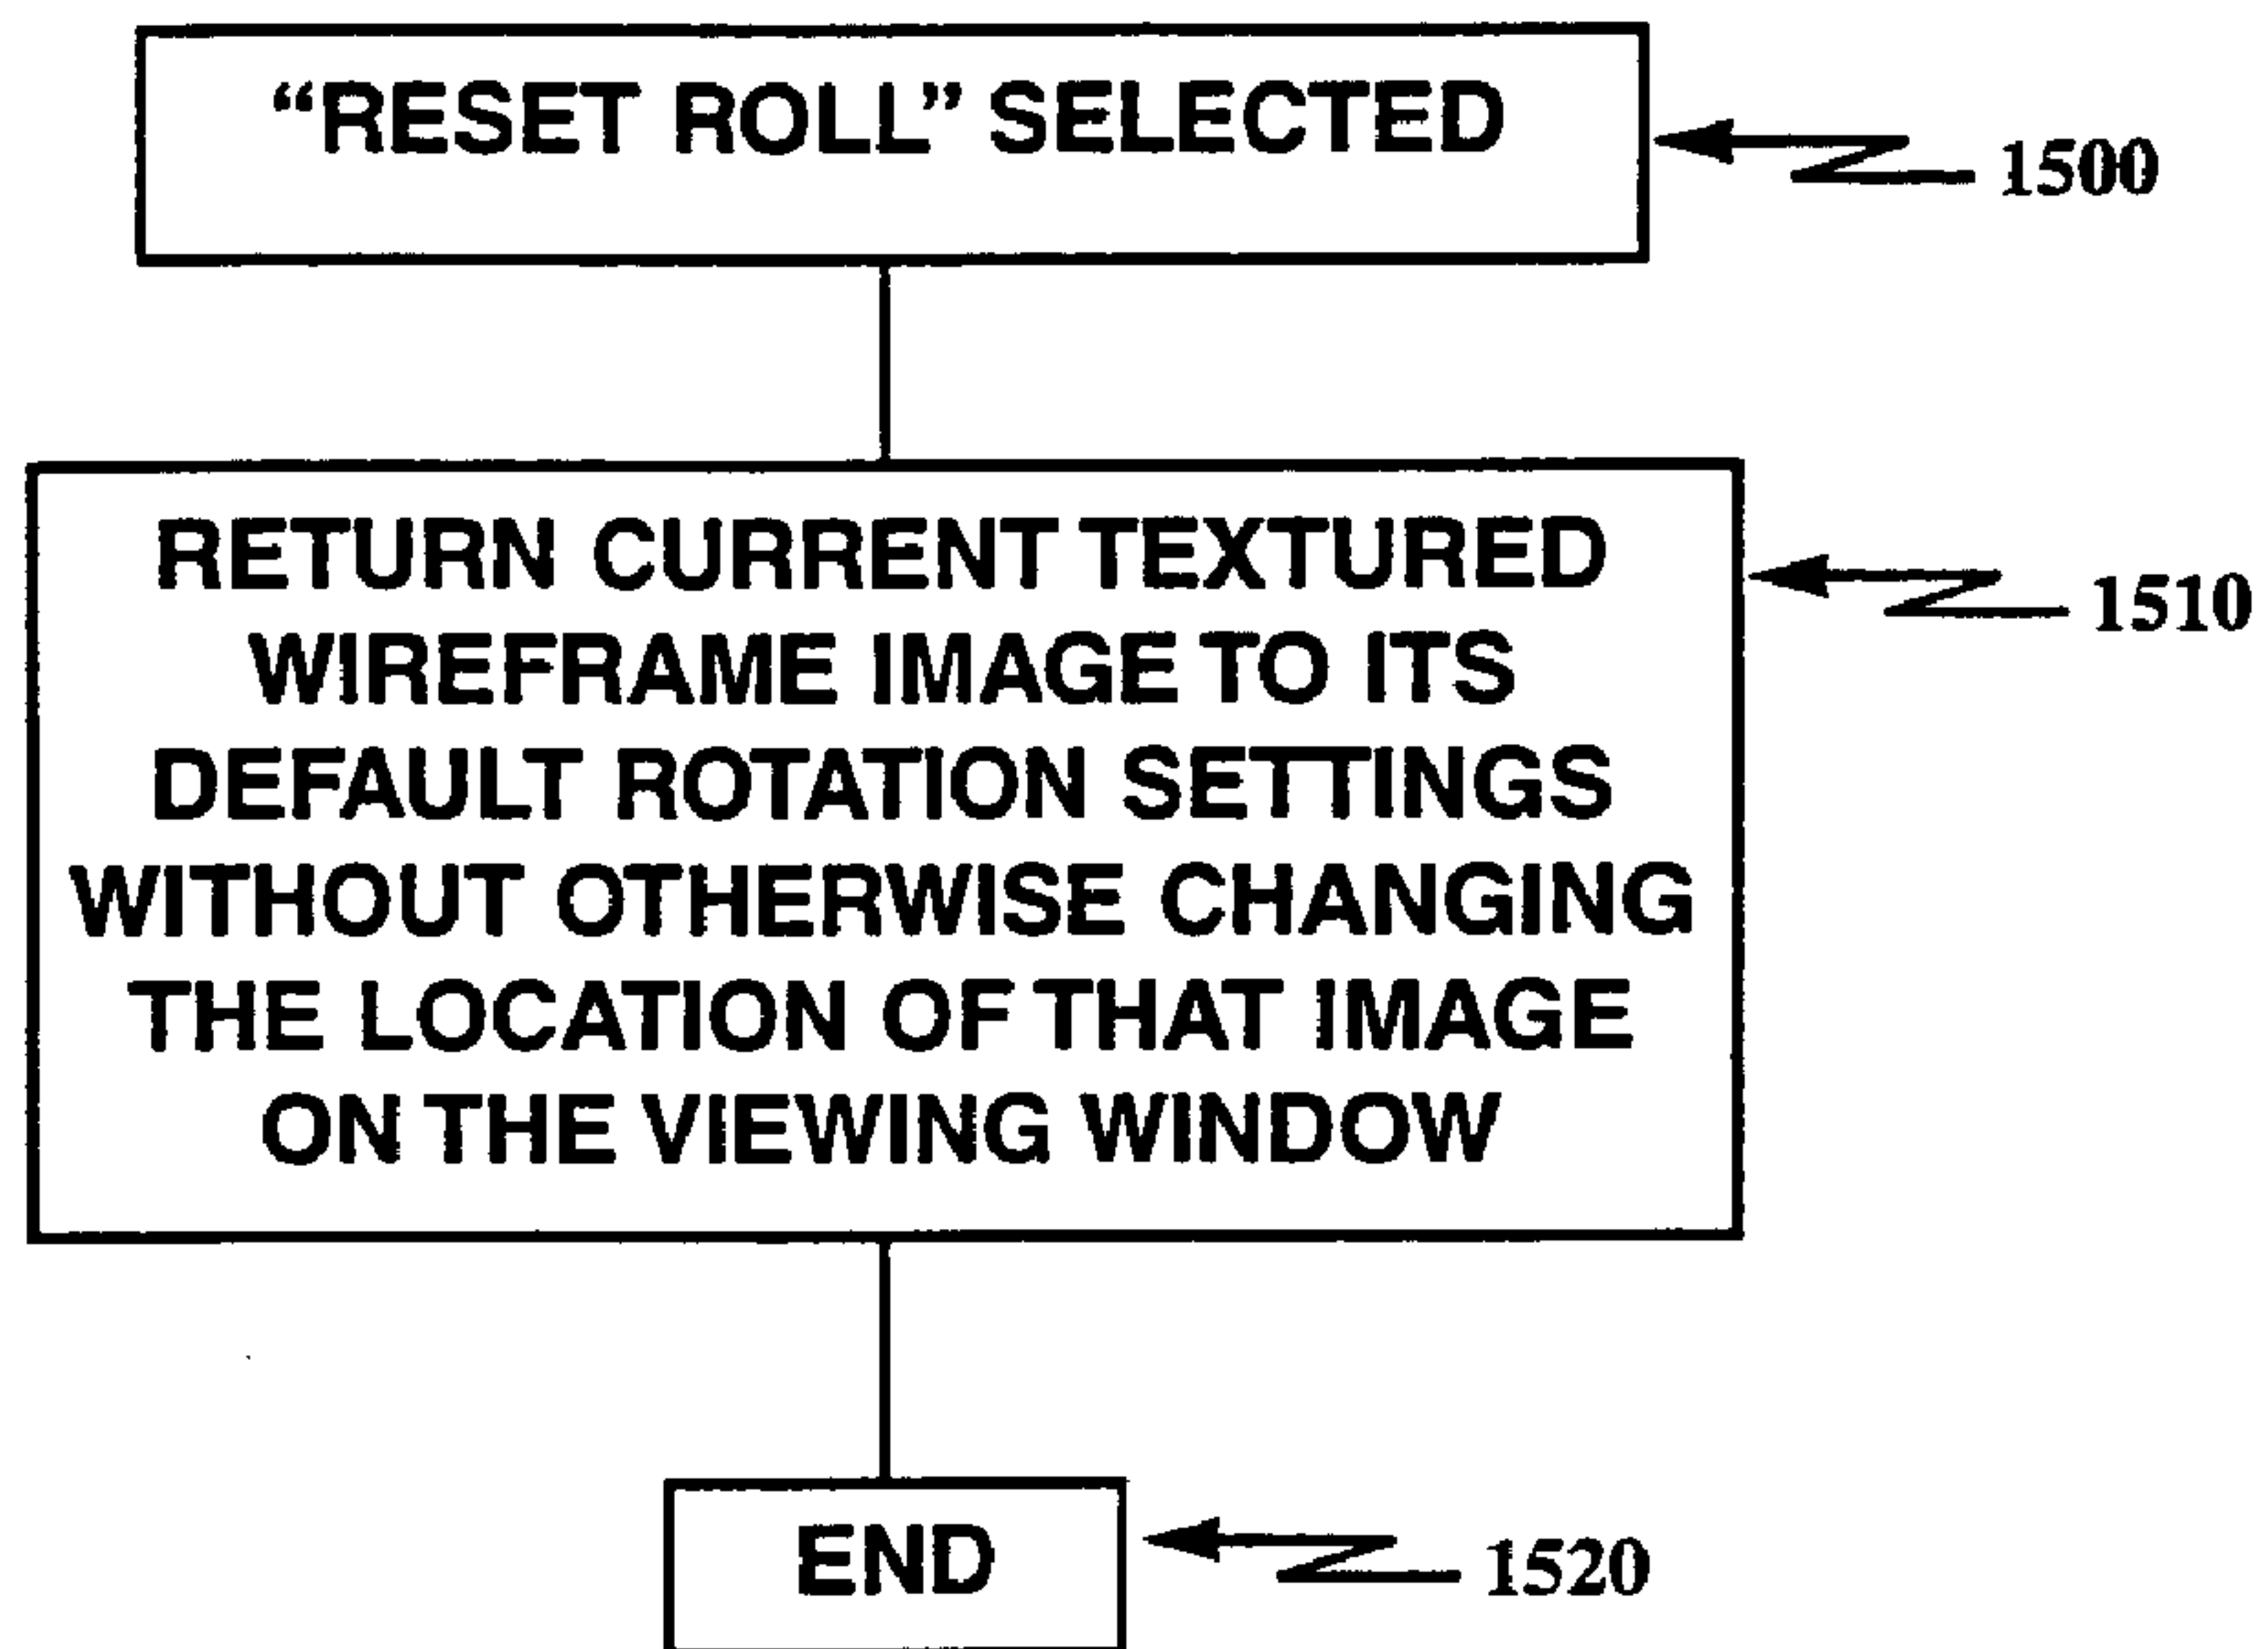 “RESET ROLL” SELECTED
1500
RETURN CURRENT TEXTURED
WIREFRAME IMAGE TO ITS
DEFAULT ROTATION SETTINGS
WITHOUT OTHERWISE CHANGING
THE LOCATION OF THAT IMAGE
ON THE VIEWING WINDOW
1510
END
1520